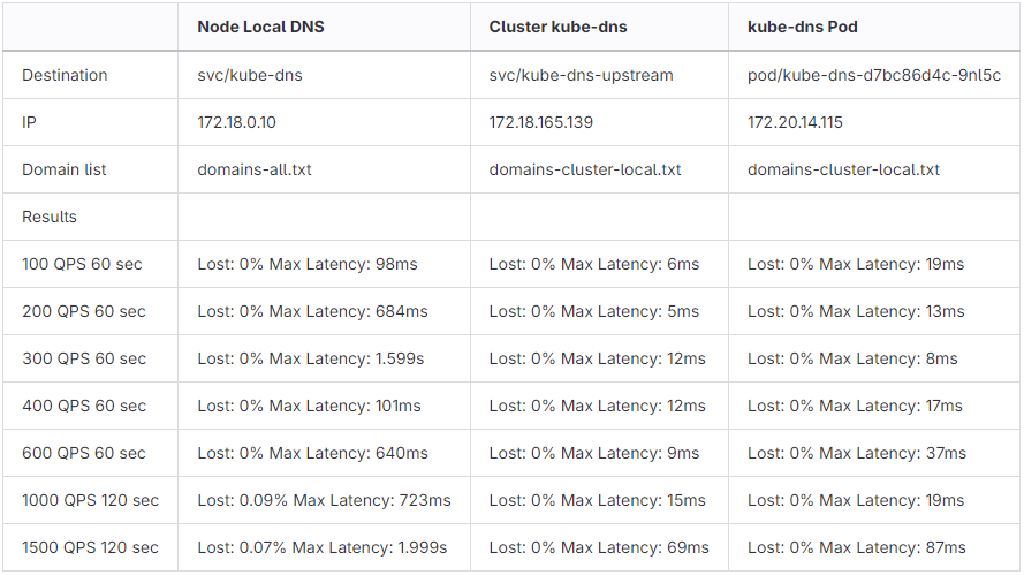 Node Local DNS Cluster kube-dns kube-dns Pod
Destination svc/kube-dns svc/kube-dns-upstream pod/kube-dns-d7bc86d4c-9nl5c
IP 172.18.0.10 172.18.165.139 172.20.14.115
Domain list domains-all.txt domains-cluster-local.txt domains-cluster-local.txt
Results
100 QPS 60 sec Lost: 0% Max Latency: 98ms Lost: 0% Max Latency: 6ms Lost: 0% Max Latency: 19ms
200 QPS 60 sec Lost: 0% Max Latency: 684ms Lost: 0% Max Latency: 5ms Lost: 0% Max Latency: 13ms
300 QPS 60 sec Lost: 0% Max Latency: 1.599s Lost: 0% Max Latency: 12ms Lost: 0% Max Latency: 8ms
400 QPS 60 sec Lost: 0% Max Latency: 101ms Lost: 0% Max Latency: 12ms Lost: 0% Max Latency: 17ms
600 QPS 60 sec Lost: 0% Max Latency: 640ms Lost: 0% Max Latency: 9ms Lost: 0% Max Latency: 37ms
1000 QPS 120 sec Lost: 0.09% Max Latency: 723ms Lost: 0% Max Latency: 15ms Lost: 0% Max Latency: 19ms
1500 QPS 120 sec Lost: 0.07% Max Latency: 1.999s Lost: 0% Max Latency: 69ms Lost: 0% Max Latency: 87ms